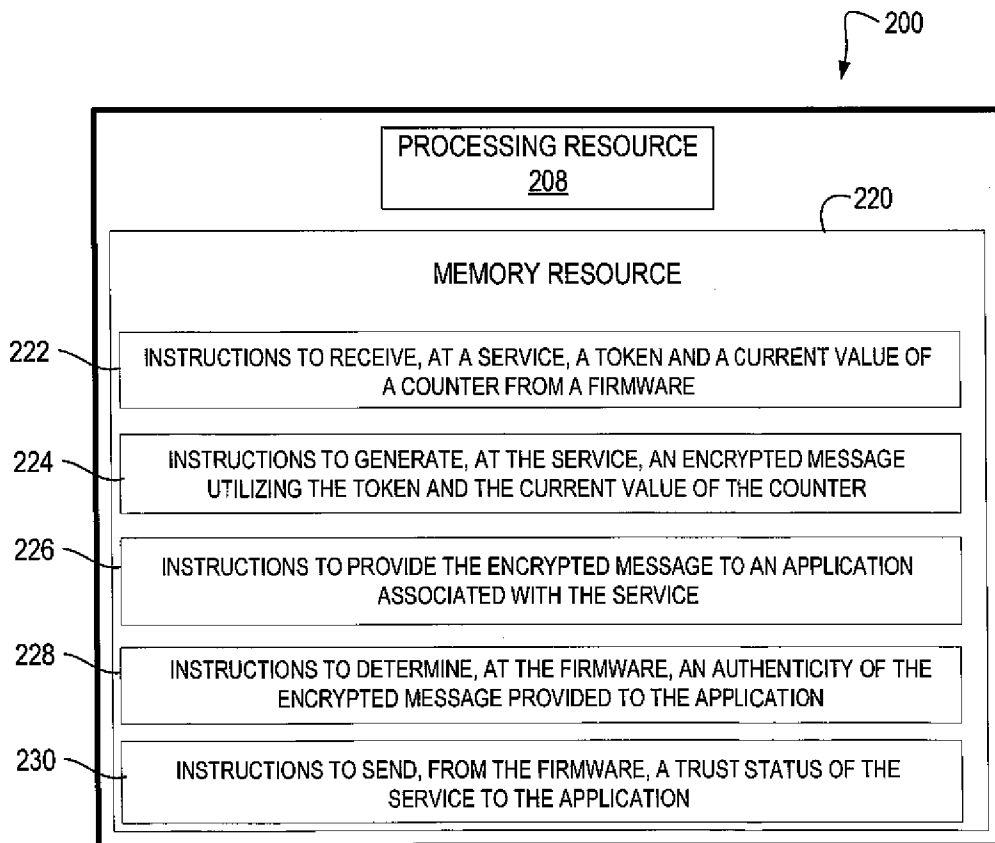 200
PROCESSING RESOURCE
208
220
MEMORY RESOURCE
222
INSTRUCTIONS TO RECEIVE, AT A SERVICE, A TOKEN AND A CURRENT VALUE OF
A COUNTER FROM A FIRMWARE
224
INSTRUCTIONS TO GENERATE, AT THE SERVICE, AN ENCRYPTED MESSAGE
UTILIZING THE TOKEN AND THE CURRENT VALUE OF THE COUNTER
226
INSTRUCTIONS TO PROVIDE THE ENCRYPTED MESSAGE TO AN APPLICATION
ASSOCIATED WITH THE SERVICE
228
INSTRUCTIONS TO DETERMINE, AT THE FIRMWARE, AN AUTHENTICITY OF THE
ENCRYPTED MESSAGE PROVIDED TO THE APPLICATION
230
INSTRUCTIONS TO SEND, FROM THE FIRMWARE, A TRUST STATUS OF THE
SERVICE TO THE APPLICATION